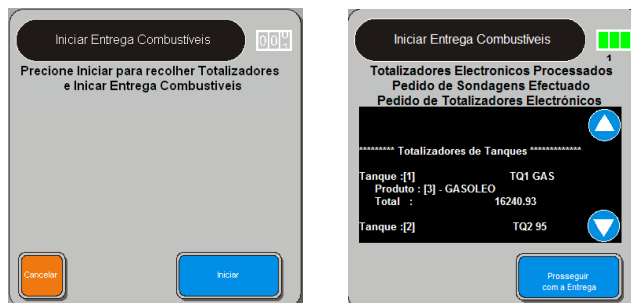 Iniciar Entrega Combustíveis
Precione Iniciar para recolher Totalizadores
e Inicar Entrega Combustiveis
Cancelar
Iniciar
Iniciar Entrega Combustíveis
1
Totalizadores Electronicos Processados
Pedido de Sondagens Efectuado
Pedido de Totalizadores Electrónicos
********* Totalizadores de Tanques *************
Tanque :[1] TQ1 GAS
Produto : [3] - GASOLEO
Total : 16240.93
Tanque :[2] TQ2 95
Prosseguir
com a Entrega